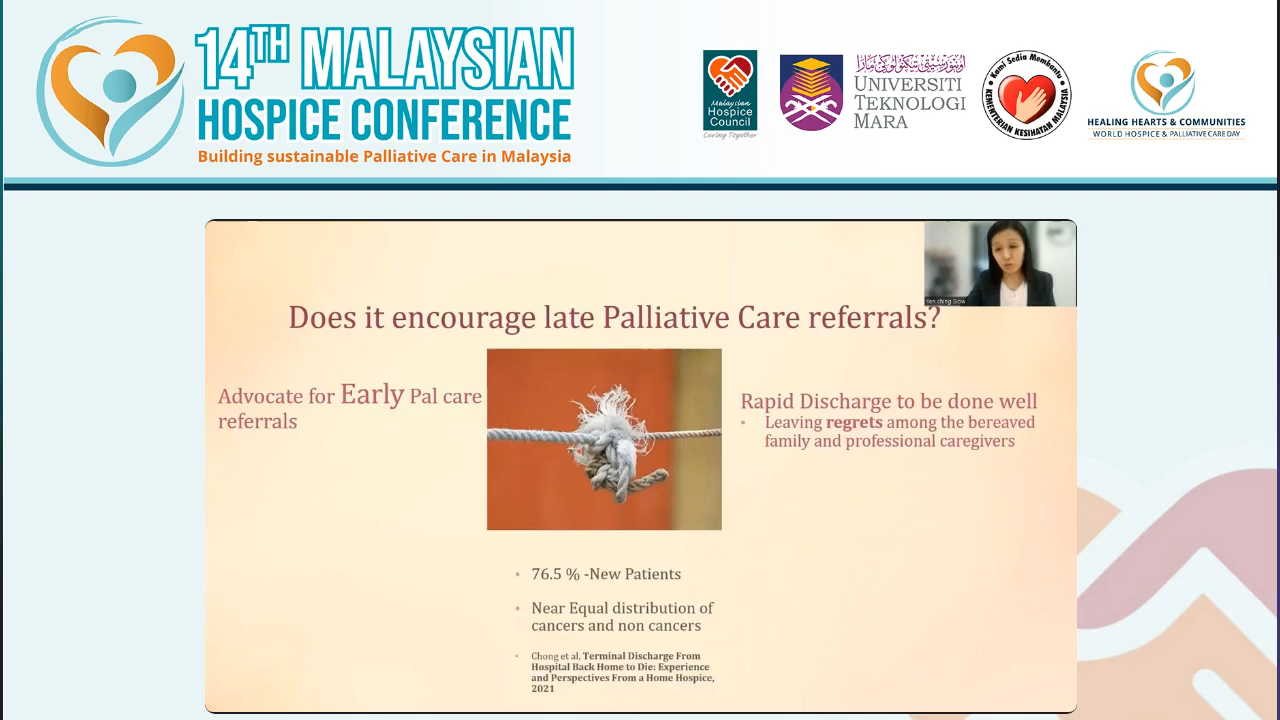 14TH MALAYSIAN
HOSPICE CONFERENCE
Building sustainable Palliative Care in Malaysia
Malaysian
Hospice
Council
Caring Together
UNIVERSITI
TEKNOLOGI
MARA
Kami Sedia Membantu
KEMENTERIAN KESIHATAN MALAYSIA
HEALING HEARTS & COMMUNITIES
WORLD HOSPICE & PALLIATIVE CARE DAY
Yen ching Siow
Does it encourage late Palliative Care referrals?
Advocate for Early Pal care
referrals
Rapid Discharge to be done well
• Leaving regrets among the bereaved
family and professional caregivers
• 76.5 % -New Patients
• Near Equal distribution of
cancers and non cancers
• Chong et al, Terminal Discharge From
Hospital Back Home to Die: Experience
and Perspectives From a Home Hospice,
2021